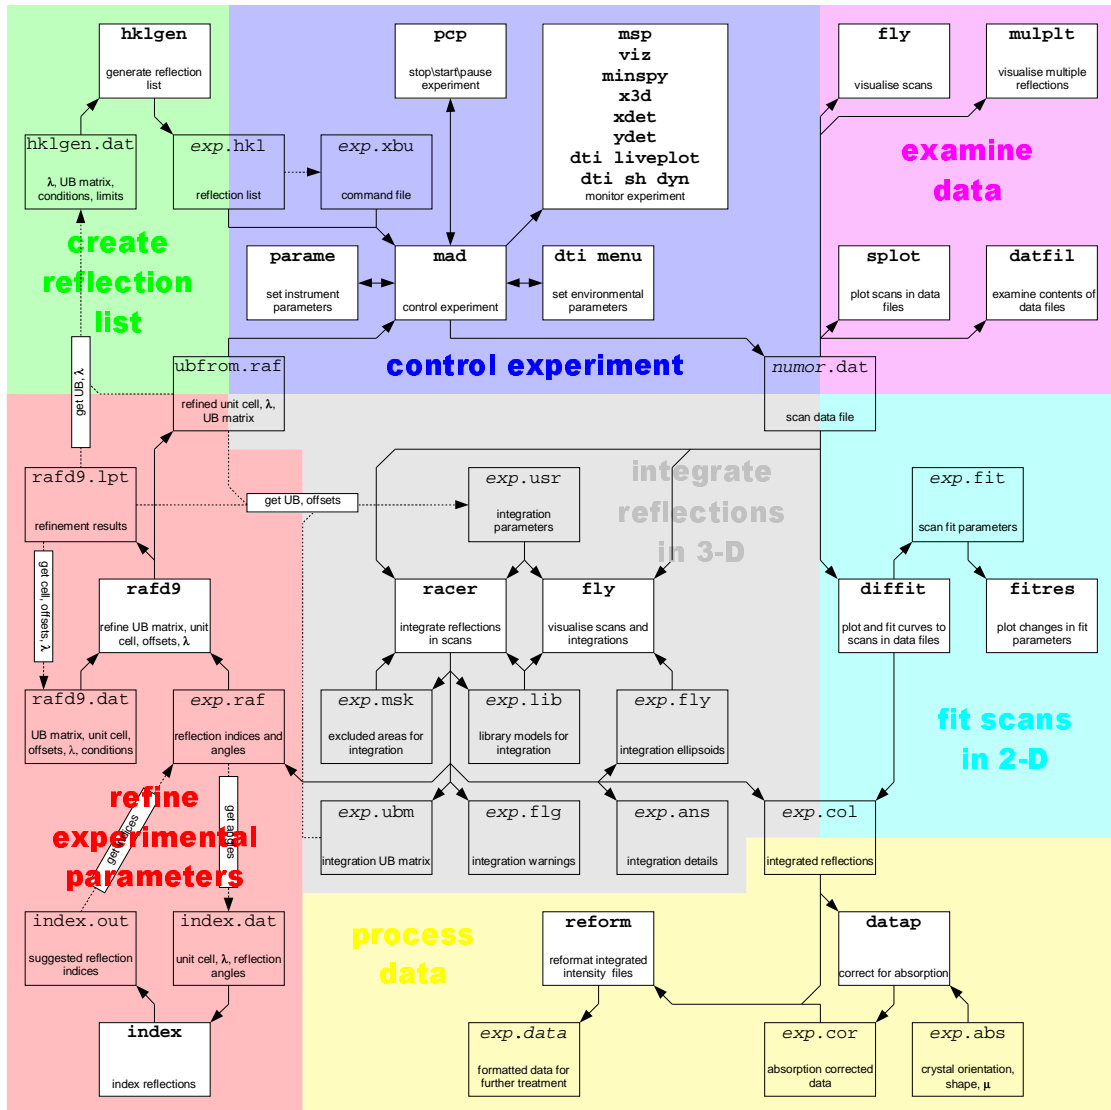 hklgen
generate reflection
list
pcp
stop\start\pause
experiment
msp
viz
minspy
x3d
xdet
ydet
dti liveplot
dti sh dyn
monitor experiment
fly
visualise scans
mulplt
visualise multiple
reflections
hklgen.dat
λ, UB matrix,
conditions, limits
exp.hkl
reflection list
exp.xbu
command file
examine
data
create
reflection
list
parame
set instrument
parameters
mad
control experiment
dti menu
set environmental
parameters
splot
plot scans in data
files
datfil
examine contents of
data files
control experiment
get UB, λ
ubfrom.raf
refined unit cell, λ,
UB matrix
numor.dat
scan data file
rafd9.lpt
refinement results
get UB, offsets
exp.usr
integration
parameters
integrate
reflections
in 3-D
exp.fit
scan fit parameters
get cell, offsets, λ
rafd9
refine UB matrix, unit
cell, offsets, λ
racer
integrate reflections
in scans
fly
visualise scans and
integrations
diffit
plot and fit curves to
scans in data files
fitres
plot changes in fit
parameters
rafd9.dat
UB matrix, unit cell,
offsets, λ, conditions
exp.raf
reflection indices and
angles
exp.msk
excluded areas for
integration
exp.lib
library models for
integration
exp.fly
integration ellipsoids
fit scans
in 2-D
refine
experimental
parameters
get indices
get angles
exp.ubm
integration UB matrix
exp.flg
integration warnings
exp.ans
integration details
exp.col
integrated reflections
index.out
suggested reflection
indices
index.dat
unit cell, λ, reflection
angles
process
data
reform
reformat integrated
intensity files
datap
correct for absorption
index
index reflections
exp.data
formatted data for
further treatment
exp.cor
absorption corrected
data
exp.abs
crystal orientation,
shape, μ